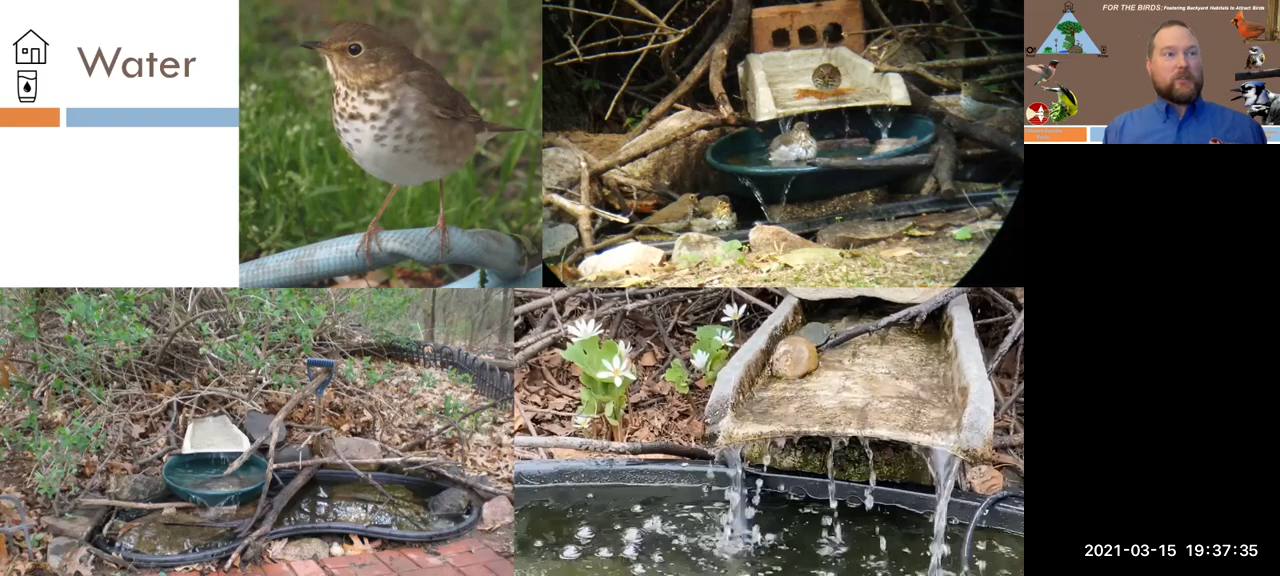 Water
FOR THE BIRDS: Fostering Backyard Habitats to Attract Birds
2021-03-15 19:37:35